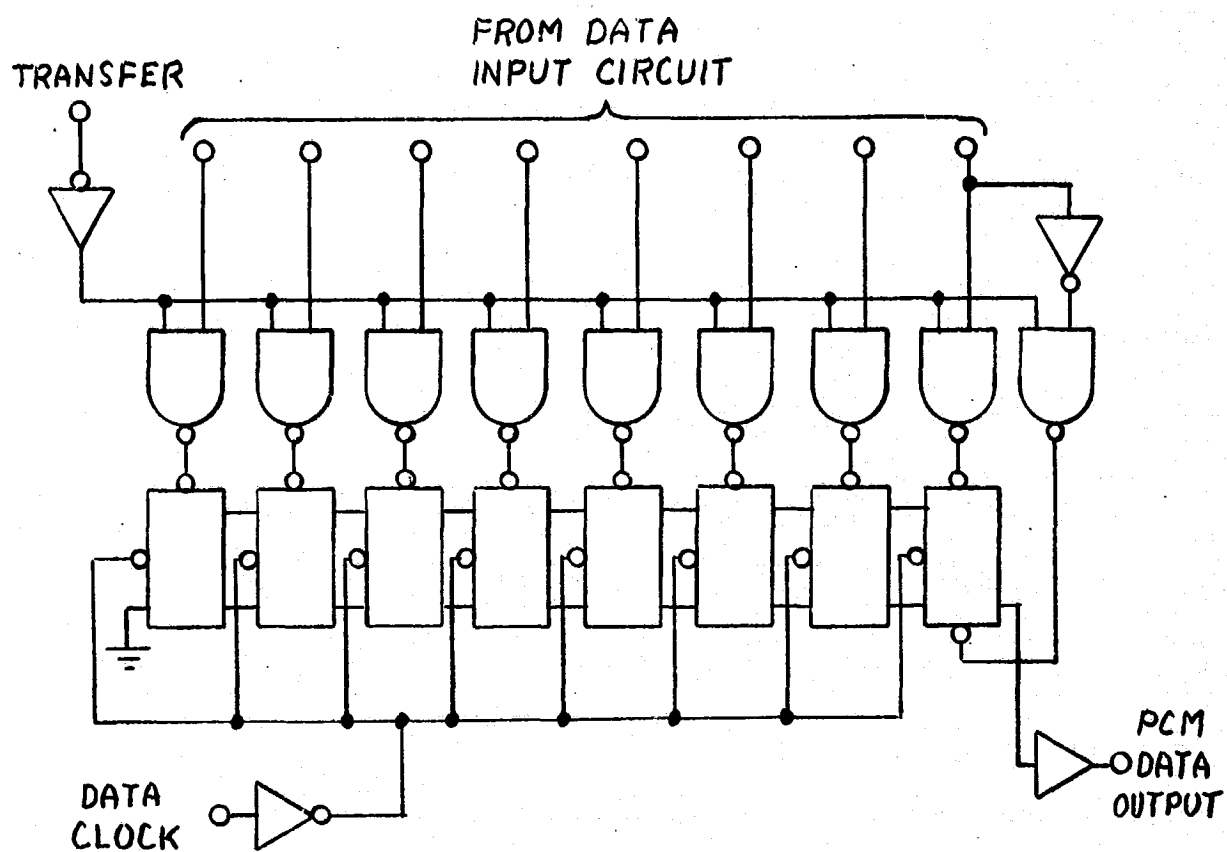 FROM DATA
INPUT CIRCUIT
TRANSFER
PCM
DATA
OUTPUT
DATA
CLOCK